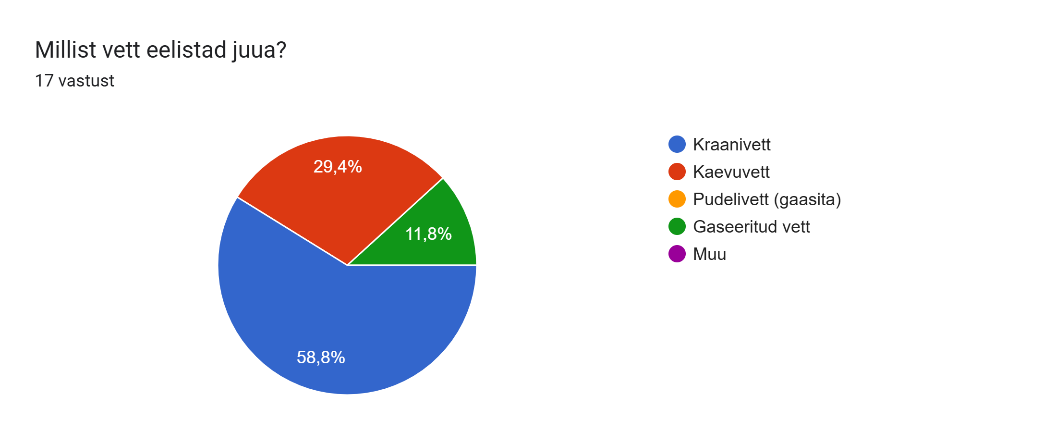 Millist vett eelistad juua?
17 vastust
29,4%
11,8%
58,8%
Kraanivett
Kaevuvett
Pudelivett (gaasita)
Gaseeritud vett
Muu